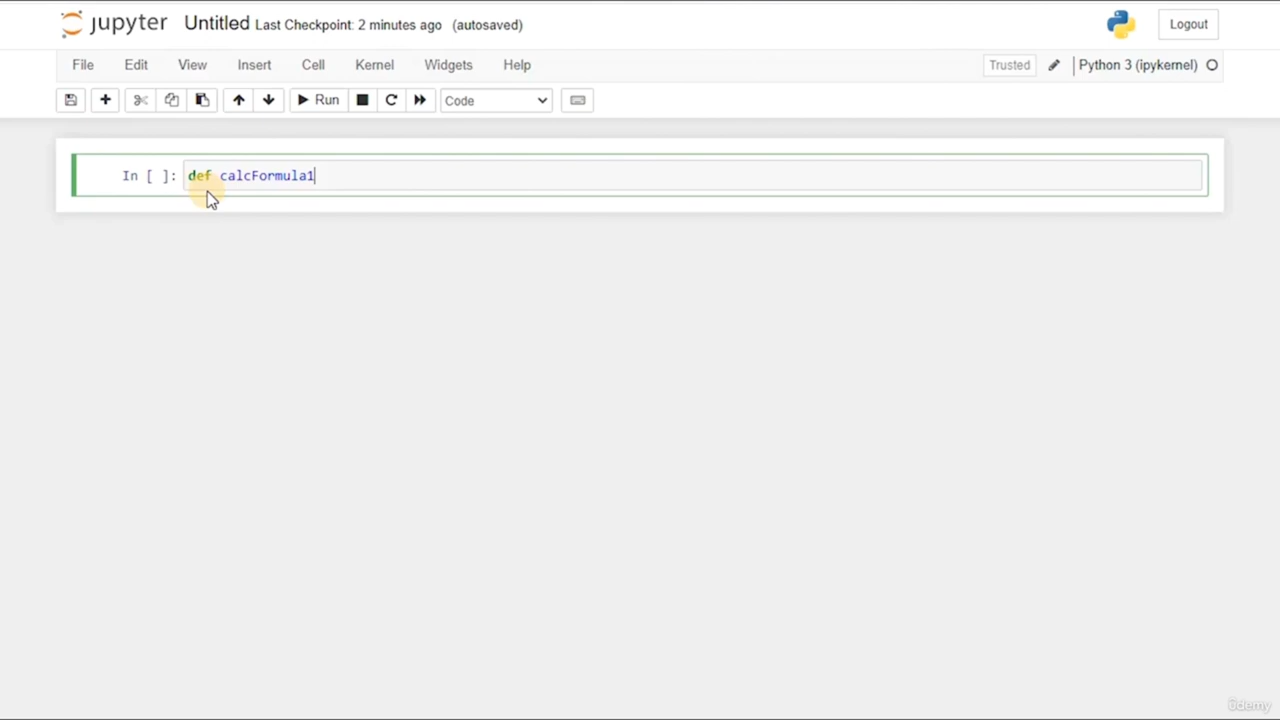 jupyter Untitled Last Checkpoint: 2 minutes ago (autosaved) Logout
File Edit View Insert Cell Kernel Widgets Help Trusted Python 3 (ipykernel)
Run Code
In [ ]: def calcFormula1
ûdemy